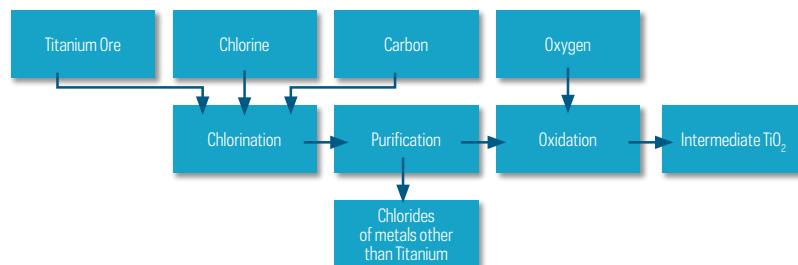 Titanium Ore
Chlorine
Carbon
Oxygen
Chlorination
Purification
Oxidation
Intermediate TiO₂
Chlorides
of metals other
than Titanium